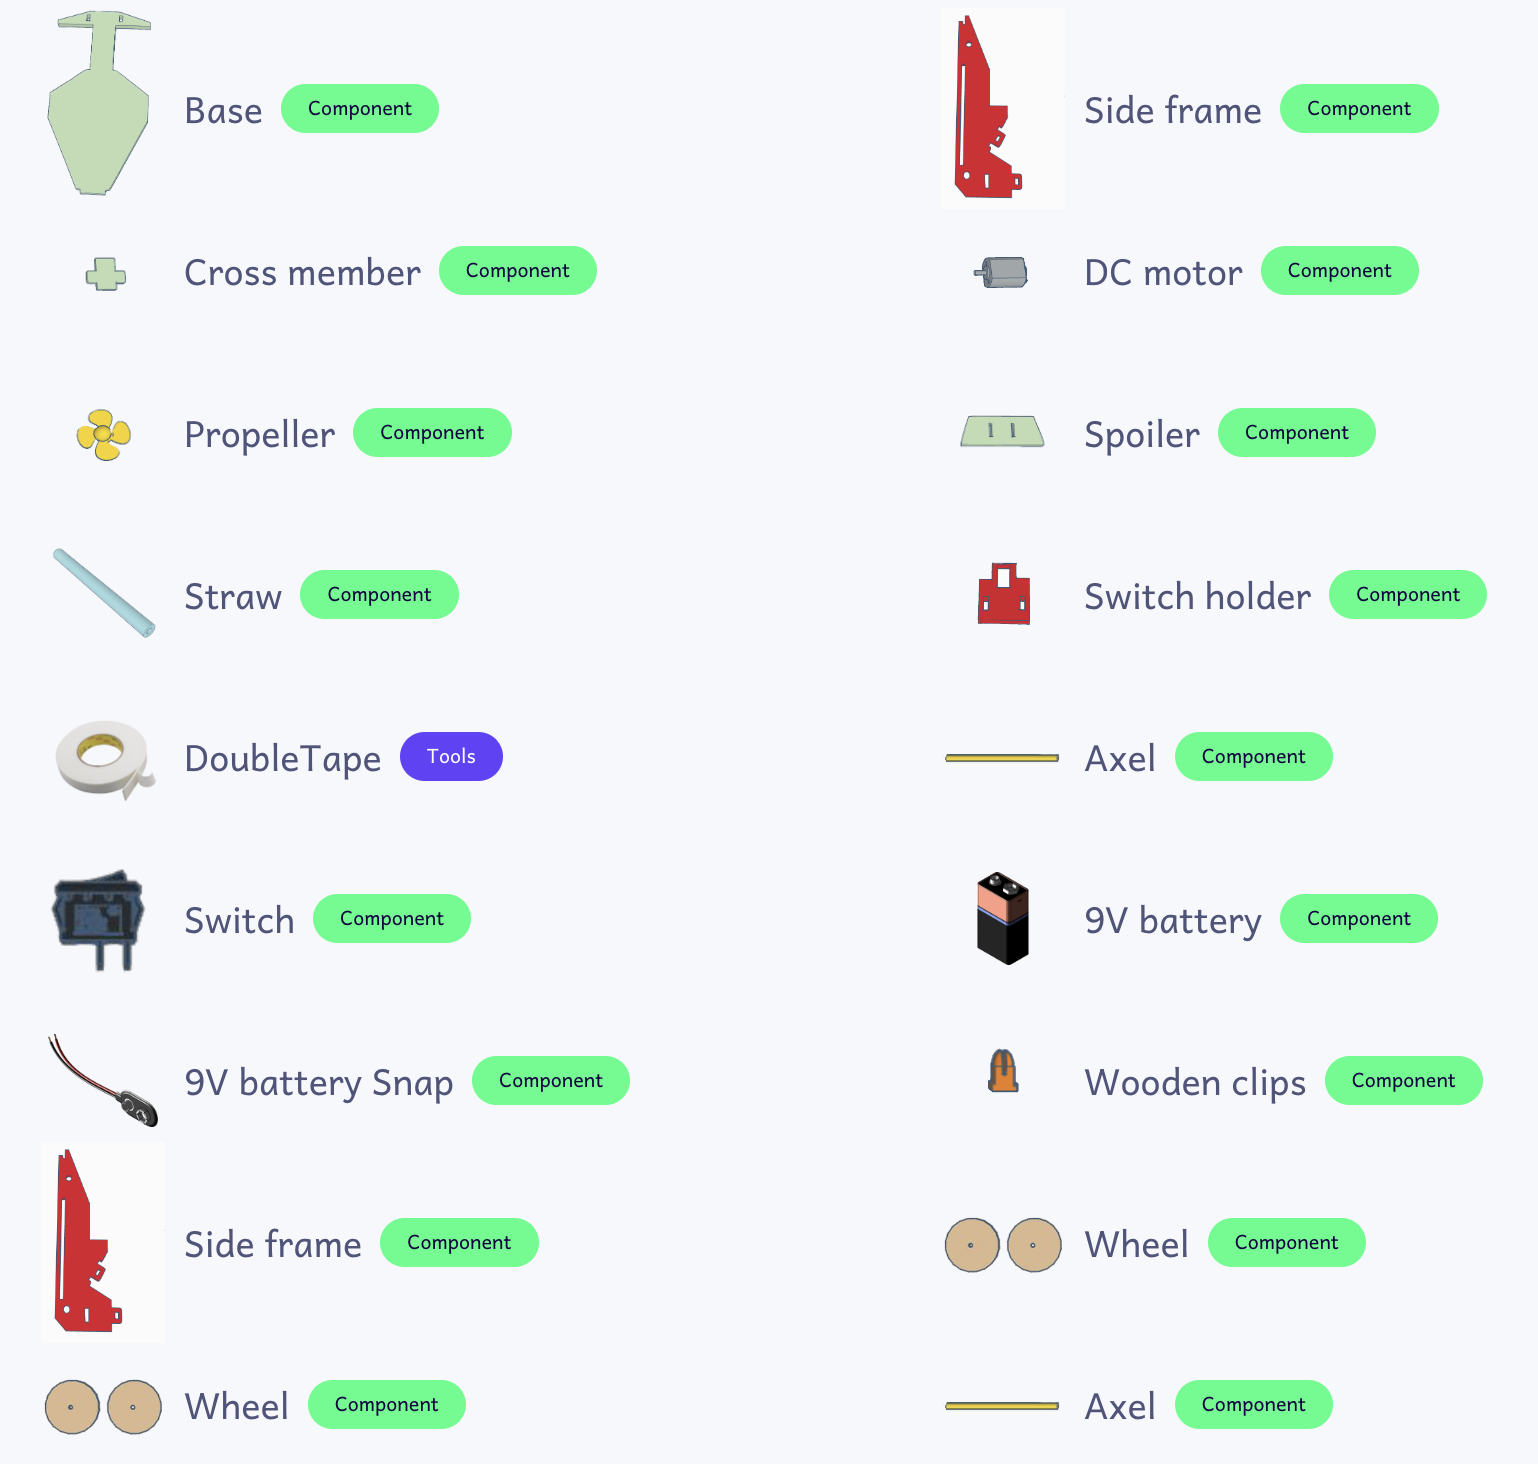 Base Component
Side frame Component
Cross member Component
DC motor Component
Propeller Component
Spoiler Component
Straw Component
Switch holder Component
DoubleTape Tools
Axel Component
Switch Component
9V battery Component
9V battery Snap Component
Wooden clips Component
Side frame Component
Wheel Component
Wheel Component
Axel Component